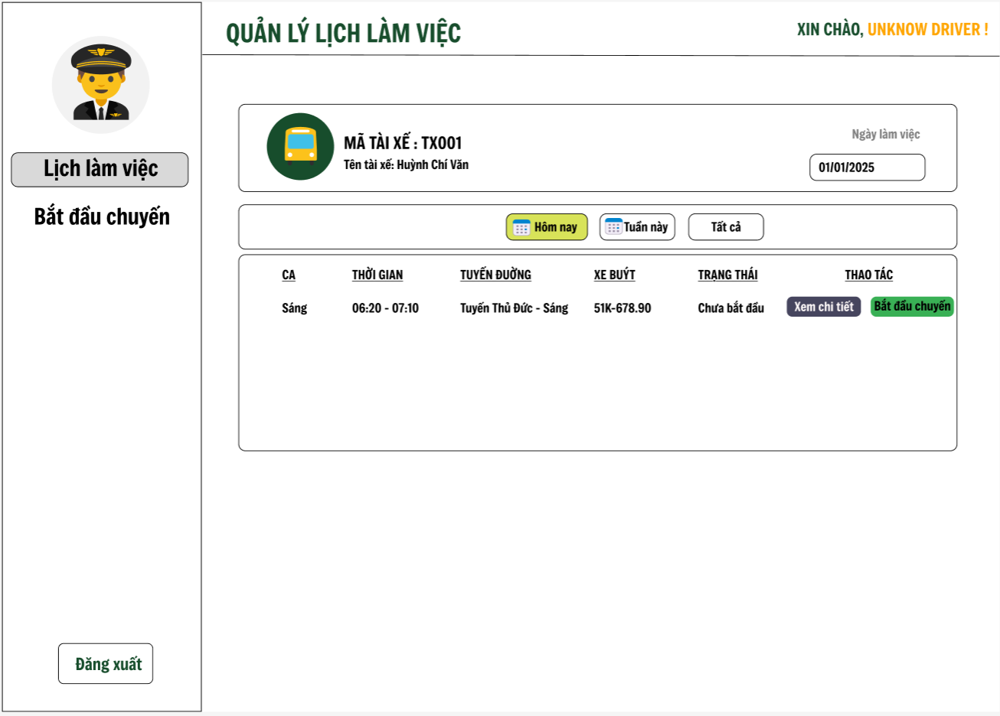 QUẢN LÝ LỊCH LÀM VIỆC
XIN CHÀO, UNKNOW DRIVER !
Lịch làm việc
Bắt đầu chuyến
Đăng xuất
MÃ TÀI XẾ : TX001
Tên tài xế: Huỳnh Chí Văn
Ngày làm việc
01/01/2025
Hôm nay
Tuần này
Tất cả
CA THỜI GIAN TUYẾN ĐUỜNG XE BUÝT TRẠNG THÁI THAO TÁC
Sáng 06:20 - 07:10 Tuyến Thủ Đức - Sáng 51K-678.90 Chưa bắt đầu Xem chi tiết Bắt đầu chuyến